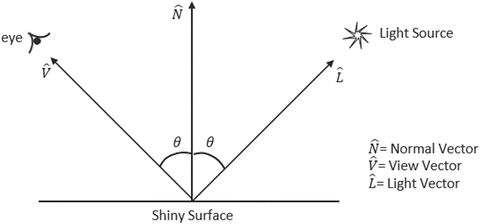 eye
N̂
Light Source
V̂
L̂
θ
θ
N̂= Normal Vector
V̂= View Vector
L̂= Light Vector
Shiny Surface